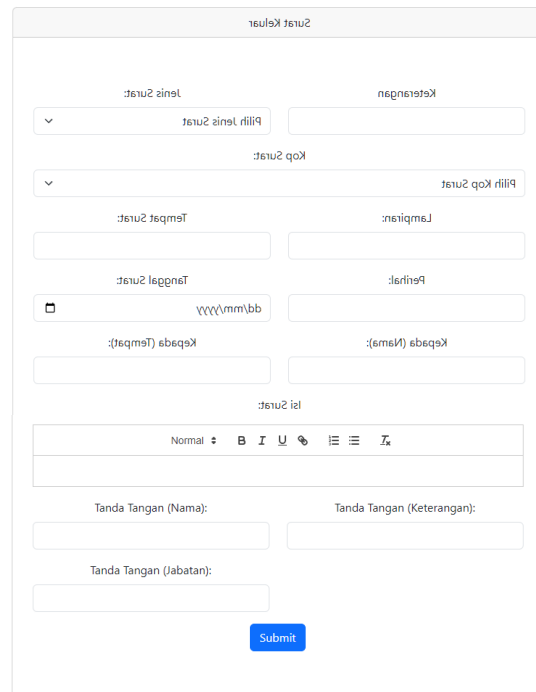 Surat Keluar
Jenis Surat: Keterangan
Pilih Jenis Surat
Kop Surat:
Pilih Kop Surat
Tempat Surat: Lampiran:
Tanggal Surat: Perihal:
dd/mm/yyyy
Kepada (Tempat): Kepada (Nama):
Isi Surat:
Normal B I U
Tanda Tangan (Nama): Tanda Tangan (Keterangan):
Tanda Tangan (Jabatan):
Submit